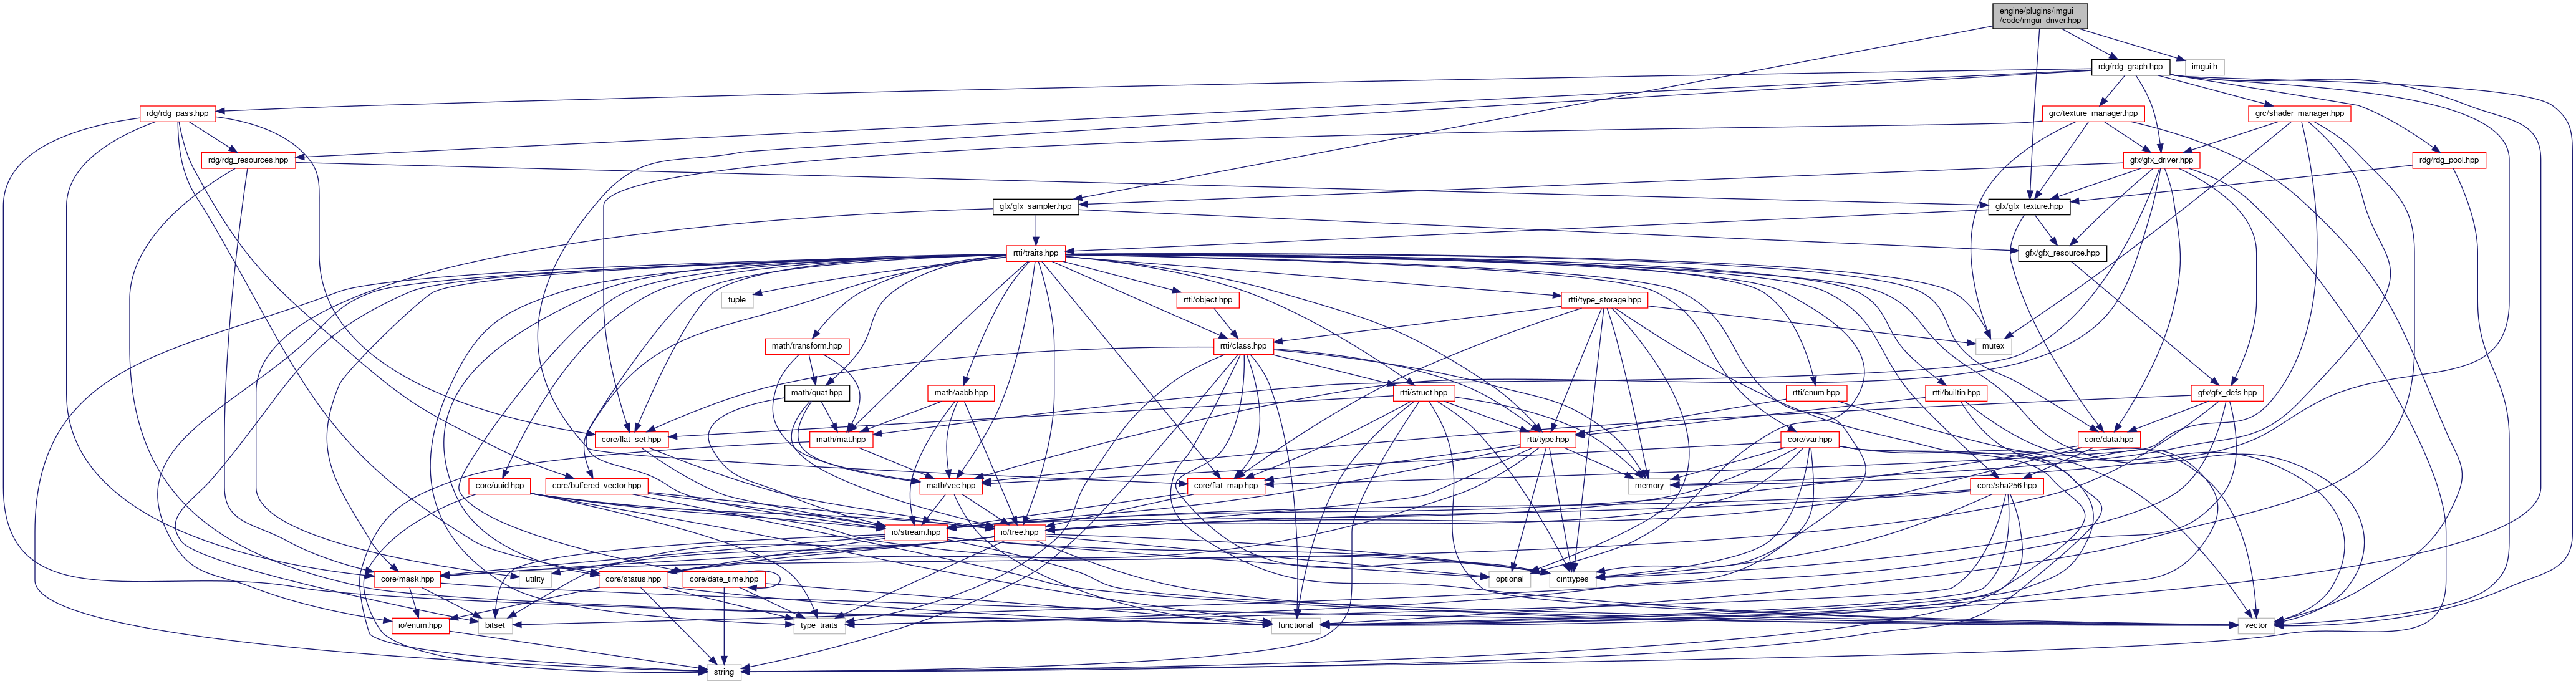 engine/plugins/imgui
/code/imgui_driver.hpp
rdg/rdg_graph.hpp
imgui.h
rdg/rdg_pass.hpp
grc/texture_manager.hpp
grc/shader_manager.hpp
rdg/rdg_resources.hpp
gfx/gfx_driver.hpp
rdg/rdg_pool.hpp
gfx/gfx_sampler.hpp
gfx/gfx_texture.hpp
rtti/traits.hpp
gfx/gfx_resource.hpp
tuple
rtti/object.hpp
rtti/type_storage.hpp
math/transform.hpp
rtti/class.hpp
mutex
math/quat.hpp
math/aabb.hpp
rtti/struct.hpp
rtti/enum.hpp
rtti/builtin.hpp
gfx/gfx_defs.hpp
core/flat_set.hpp
math/mat.hpp
rtti/type.hpp
core/var.hpp
core/data.hpp
core/uuid.hpp
core/buffered_vector.hpp
math/vec.hpp
core/flat_map.hpp
memory
core/sha256.hpp
io/stream.hpp
io/tree.hpp
core/mask.hpp
utility
core/status.hpp
core/date_time.hpp
optional
cinttypes
io/enum.hpp
bitset
type_traits
functional
vector
string